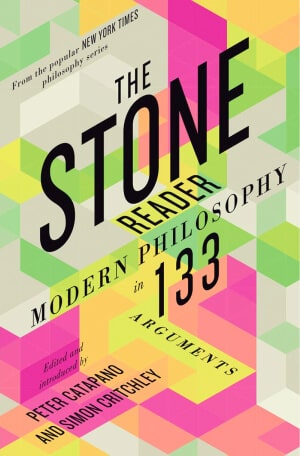 From the popular NEW YORK TIMES
philosophy series
THE
STONE
READER
MODERN PHILOSOPHY
in
133
ARGUMENTS
Edited and
introduced by
PETER CATAPANO
AND SIMON CRITCHLEY